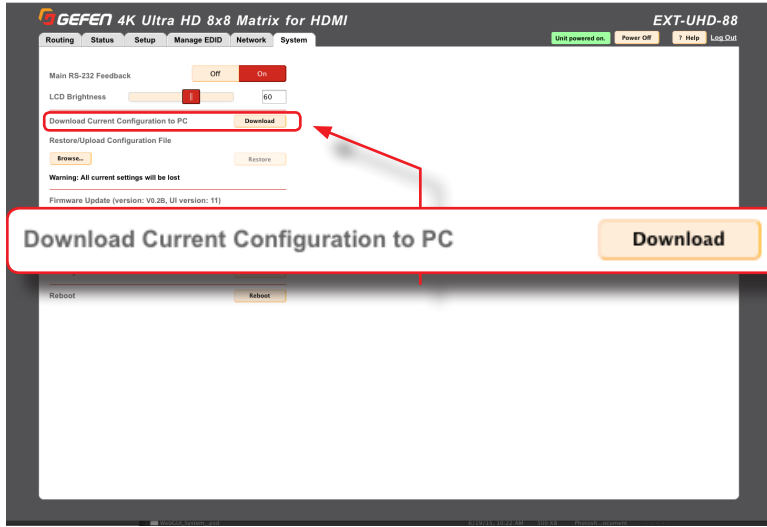 GEFEN 4K Ultra HD 8x8 Matrix for HDMI EXT-UHD-88
Routing Status Setup Manage EDID Network System Unit powered on. Power Off ? Help Log Out
Main RS-232 Feedback Off On
LCD Brightness 60
Download Current Configuration to PC Download
Restore/Upload Configuration File
Browse... Restore
Warning: All current settings will be lost
Firmware Update (version: V0.2B, UI version: 11)
Download Current Configuration to PC Download
Reboot Reboot